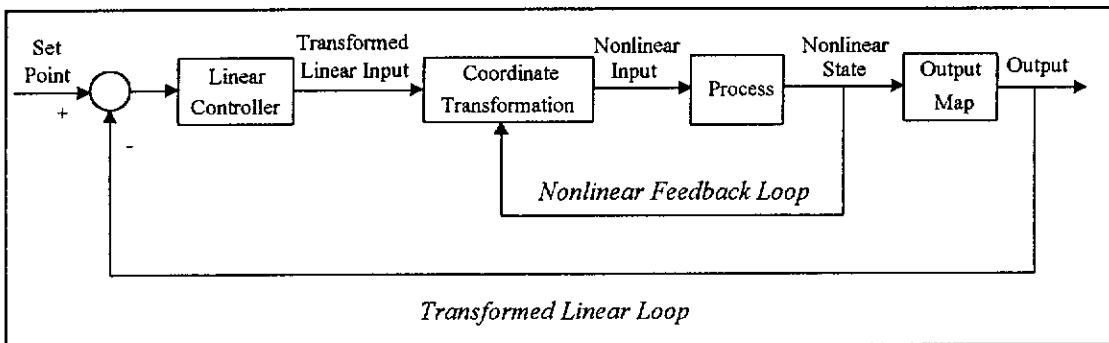 Set
Point
+
-
Linear
Controller
Transformed
Linear Input
Coordinate
Transformation
Nonlinear
Input
Process
Nonlinear
State
Output
Map
Output
Nonlinear Feedback Loop
Transformed Linear Loop